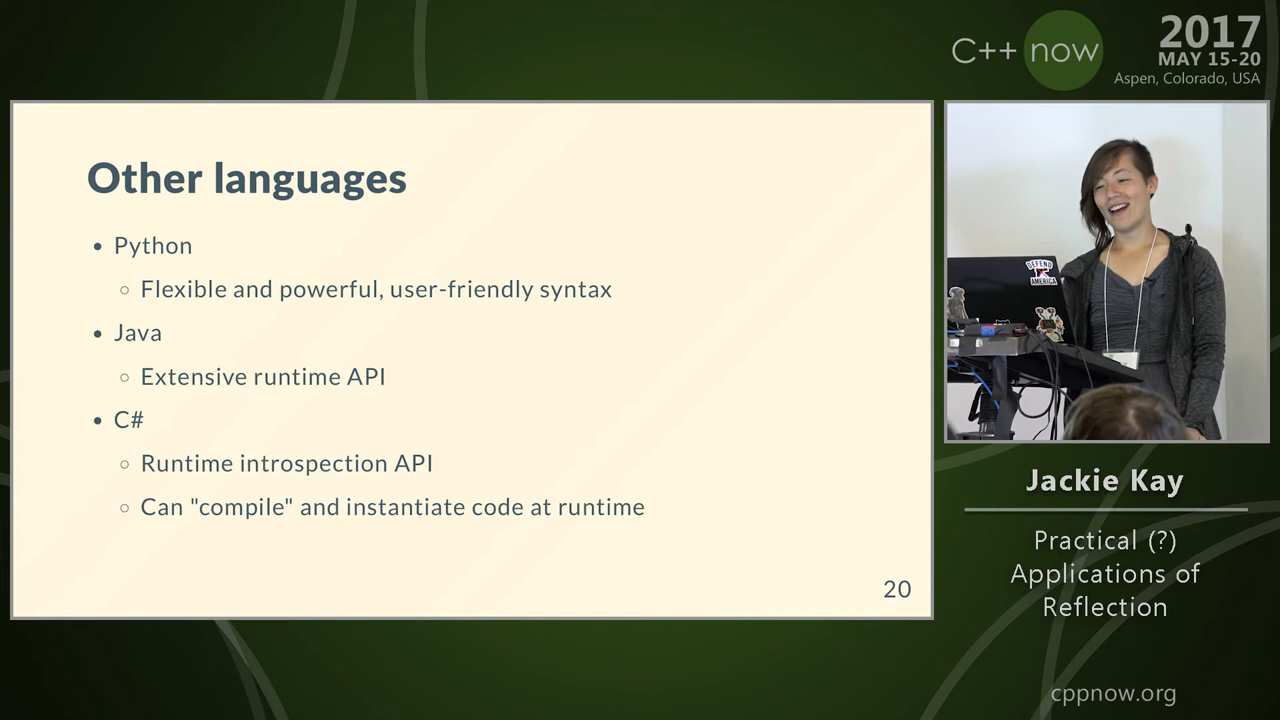 C++ now
2017
MAY 15-20
Aspen, Colorado, USA
Other languages
• Python
◦ Flexible and powerful, user-friendly syntax
• Java
◦ Extensive runtime API
• C#
◦ Runtime introspection API
◦ Can "compile" and instantiate code at runtime
20
DEFEND
AMERICA
Jackie Kay
Practical (?)
Applications of
Reflection
cppnow.org